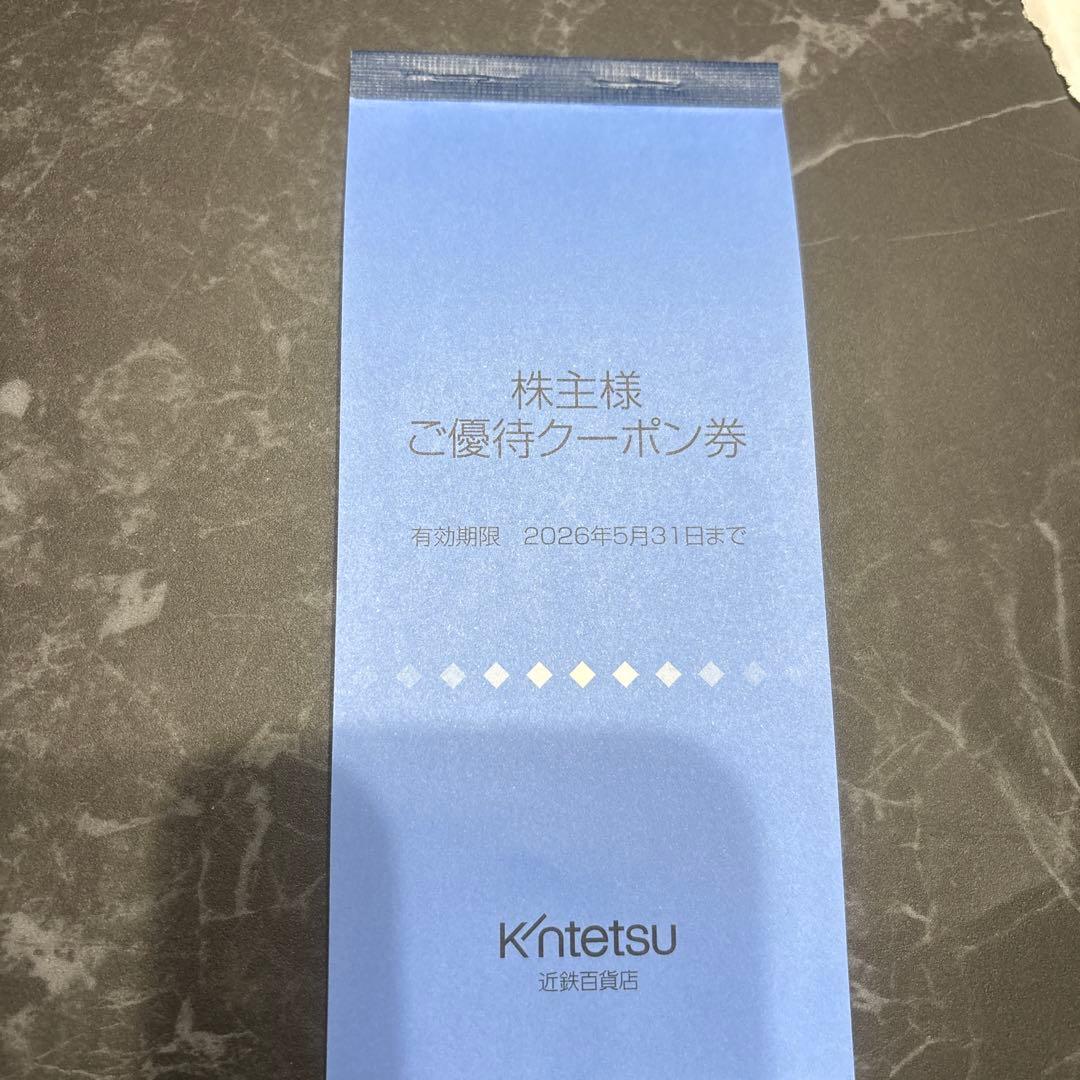 株主様
ご優待クーポン券
有効期限 2026年5月31日まで
Kintetsu
近鉄百貨店